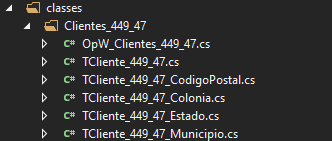 classes
Clientes_449_47
C# OpW_Clientes_449_47.cs
C# TCliente_449_47.cs
C# TCliente_449_47_CodigoPostal.cs
C# TCliente_449_47_Colonia.cs
C# TCliente_449_47_Estado.cs
C# TCliente_449_47_Municipio.cs